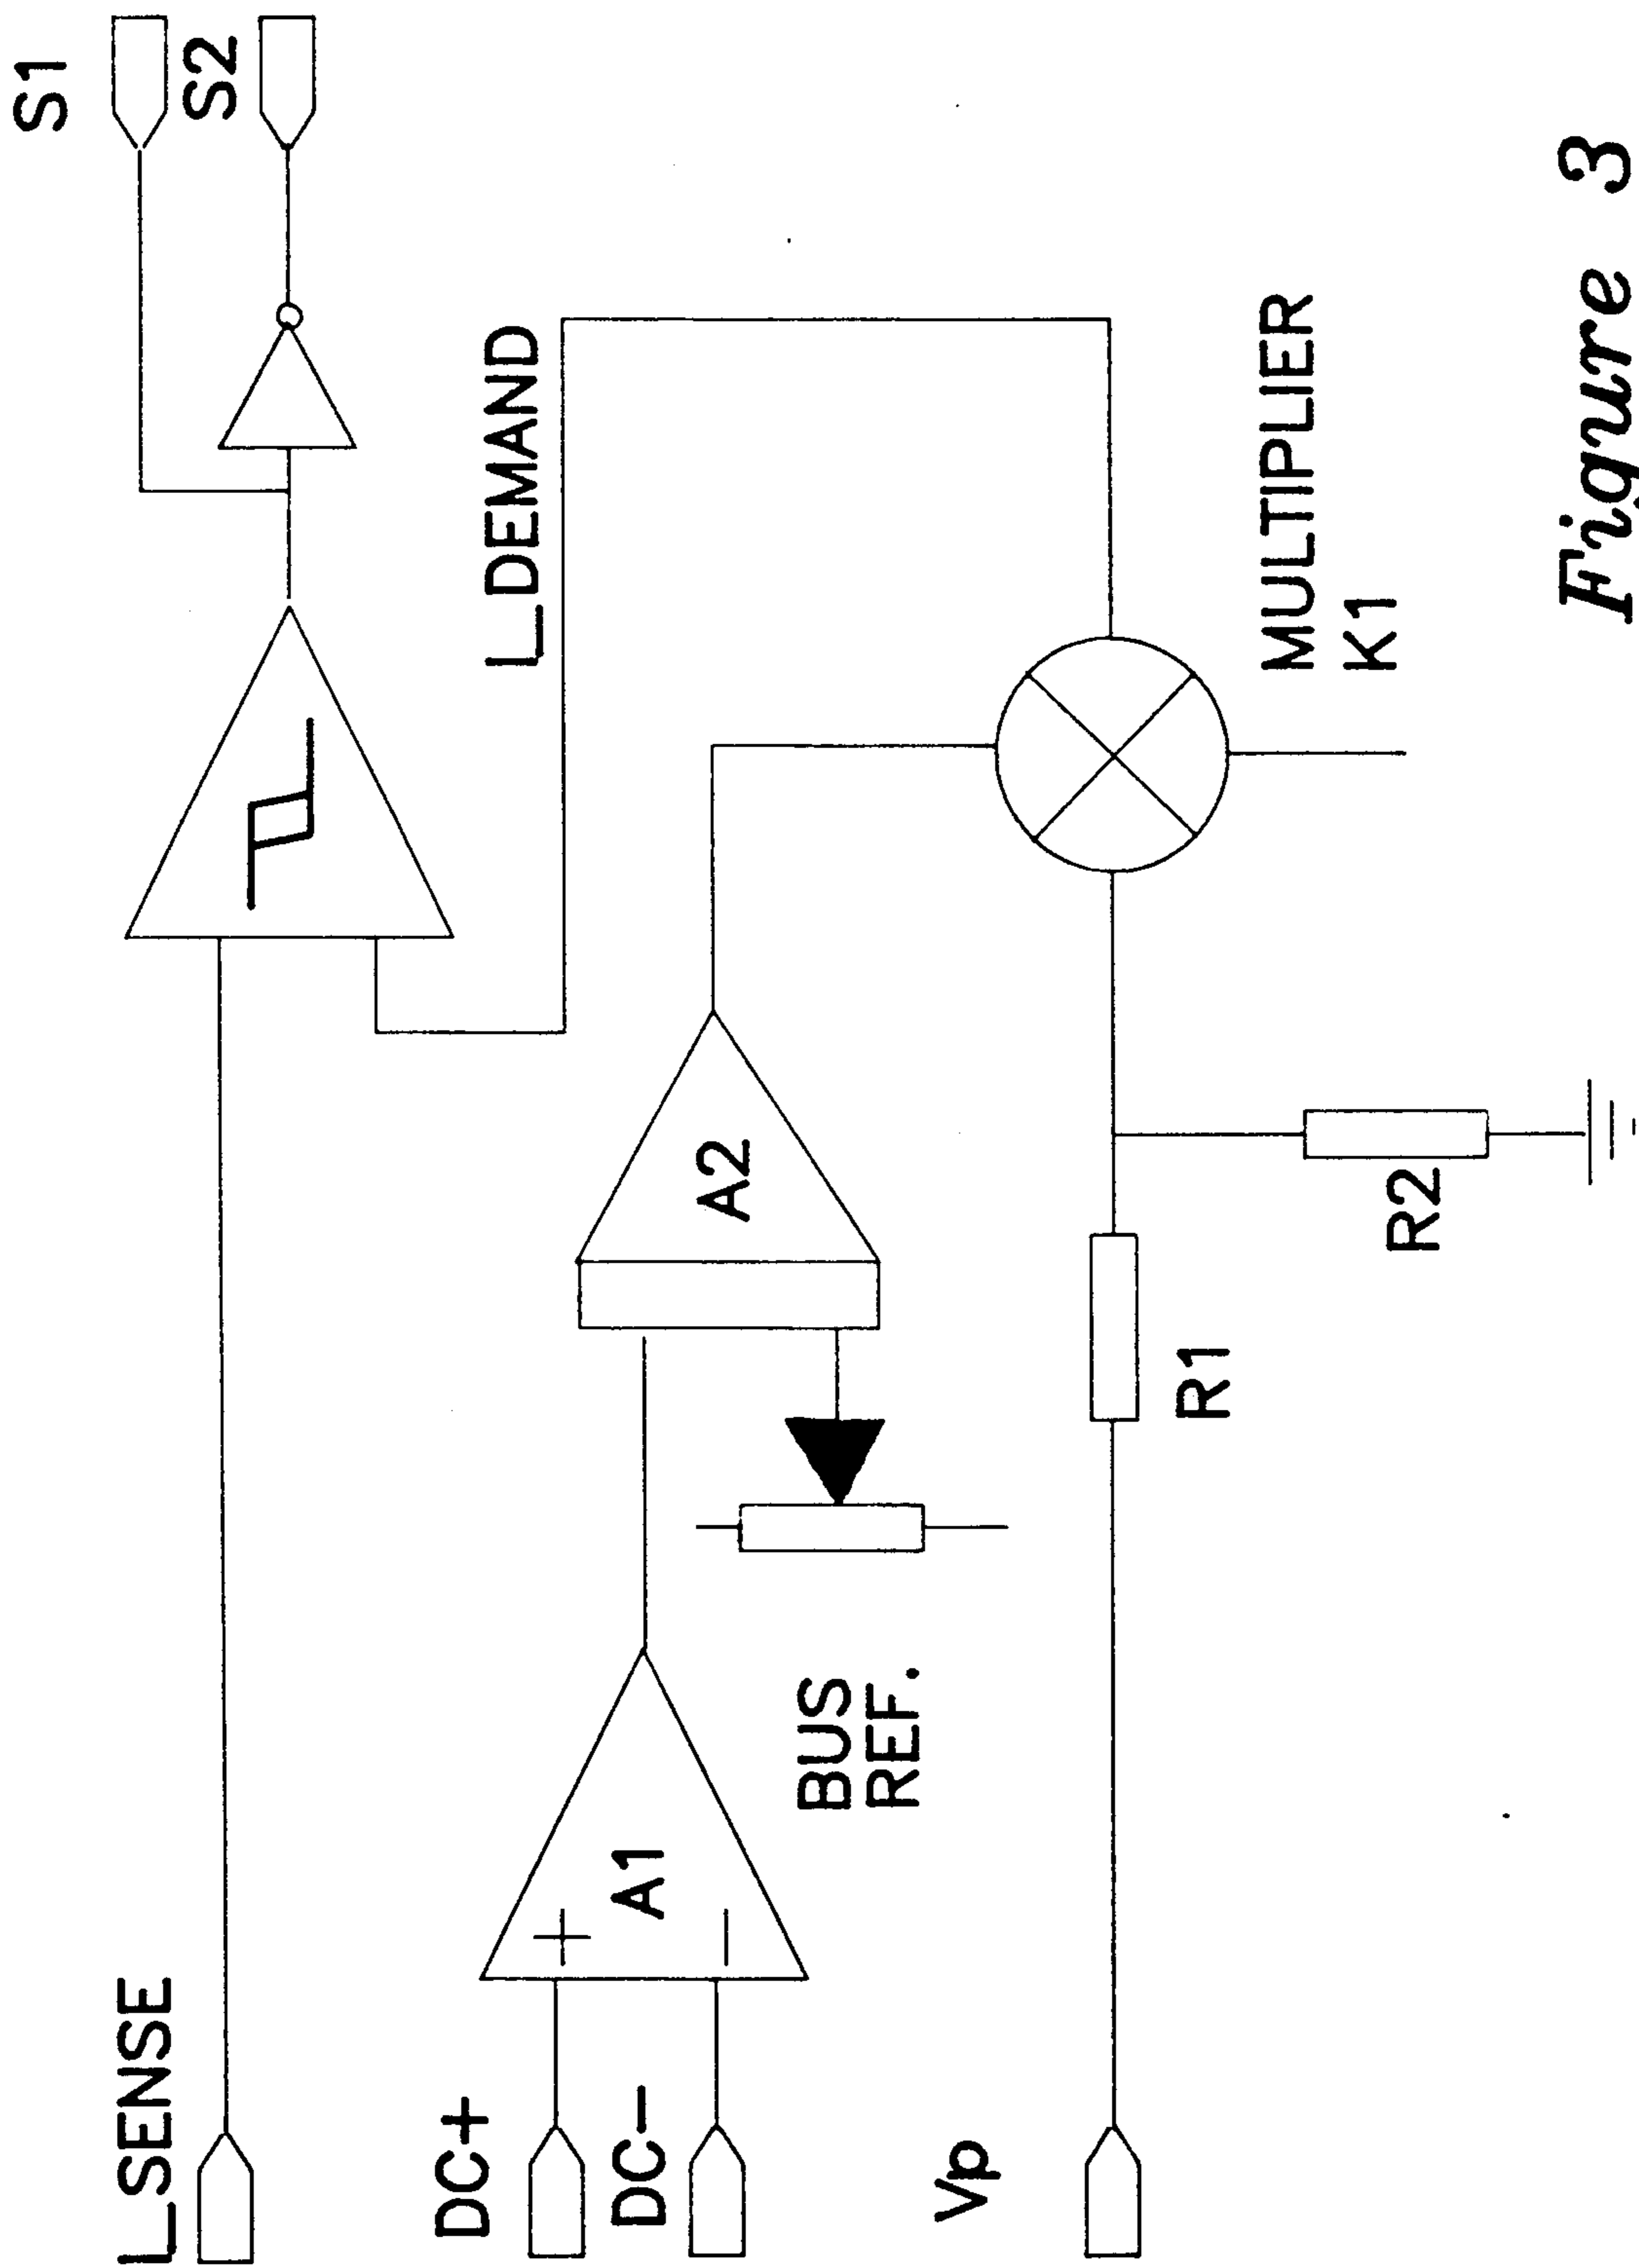 I_SENSE
S1
S2
I_DEMAND
DC+
DC−
+
−
A1
A2
BUS
REF.
Vp
R1
R2
MULTIPLIER
K1
Figure 3